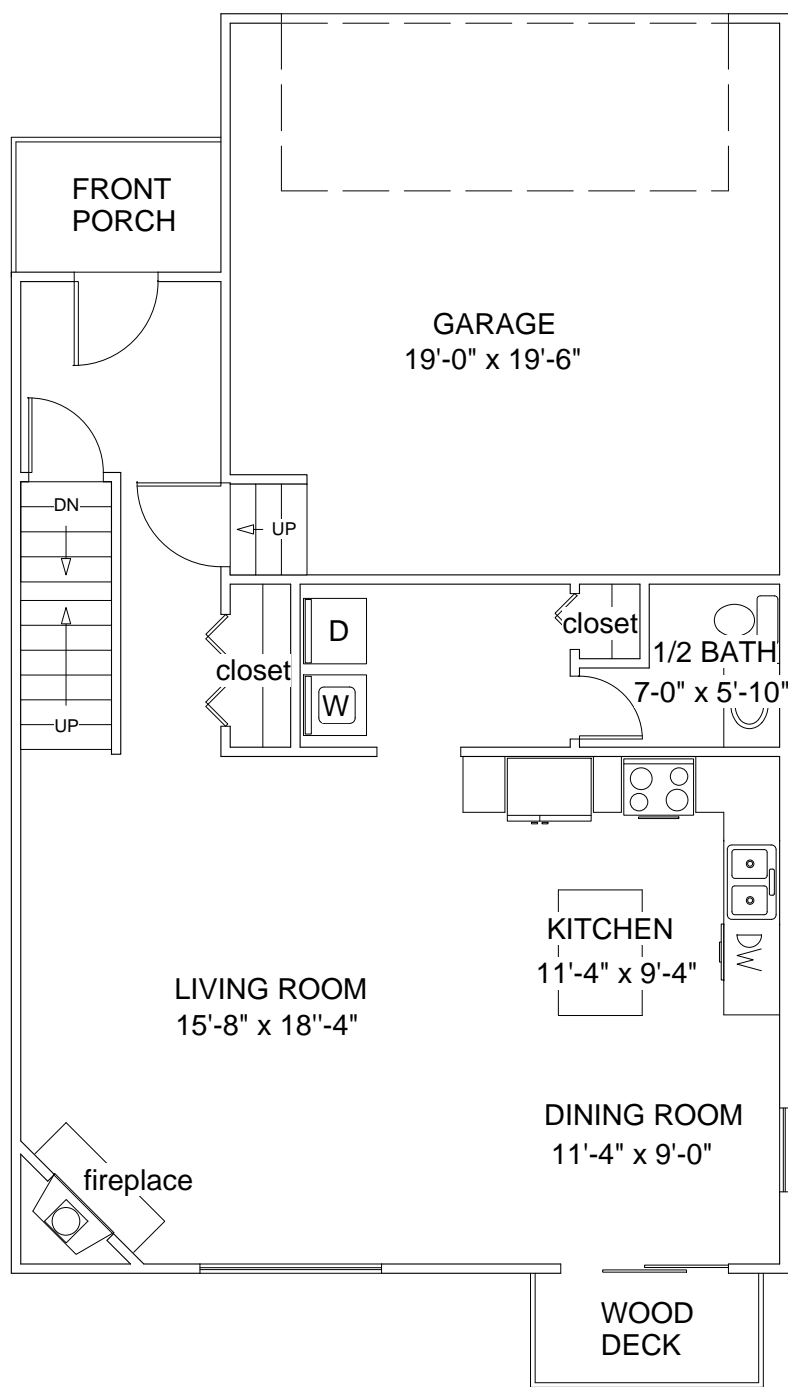 FRONT
PORCH
GARAGE
19'-0" x 19'-6"
DN
UP
UP
D
W
closet
closet
1/2 BATH
7-0" x 5'-10"
KITCHEN
11'-4" x 9'-4"
DW
LIVING ROOM
15'-8" x 18''-4"
DINING ROOM
11'-4" x 9'-0"
fireplace
WOOD
DECK